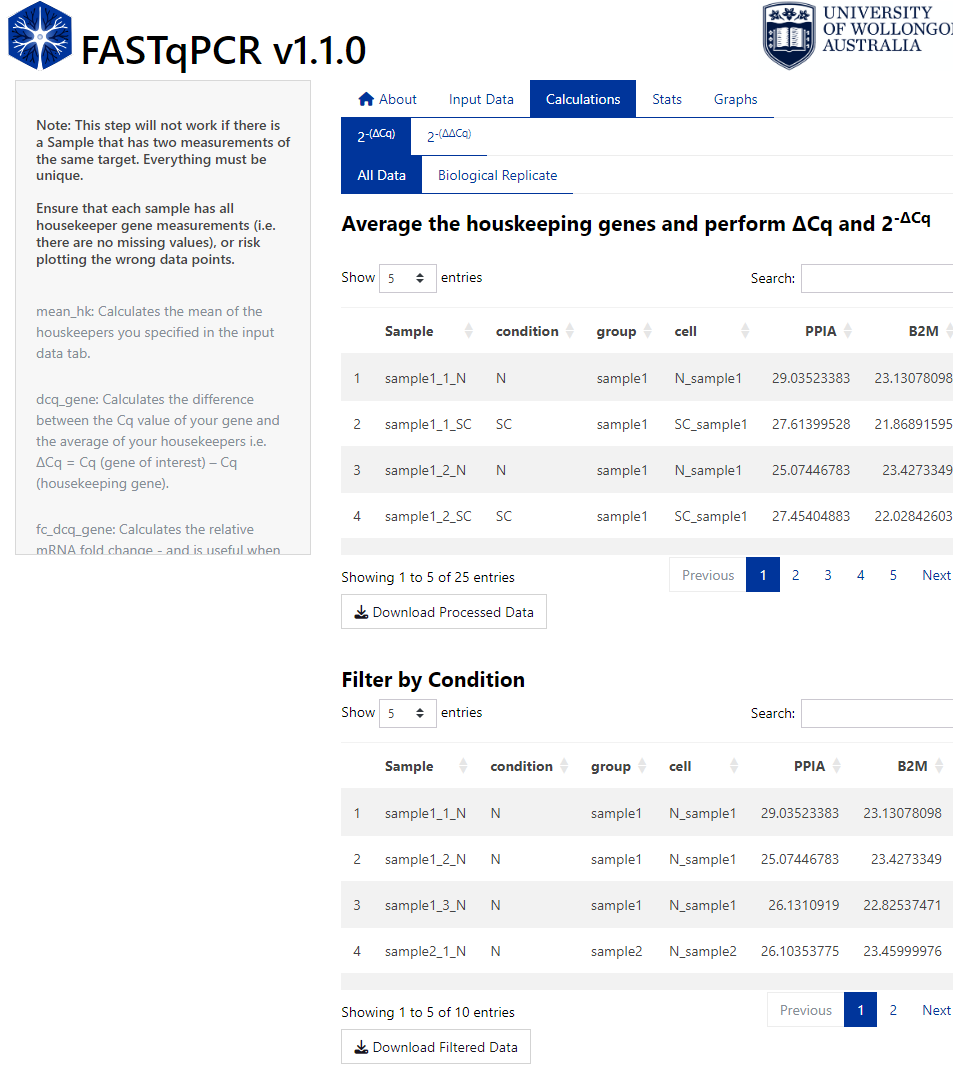 FASTqPCR v1.1.0
UNIVERSITY
OF WOLLONGO
AUSTRALIA
Note: This step will not work if there is
a Sample that has two measurements of
the same target. Everything must be
unique.
Ensure that each sample has all
housekeeper gene measurements (i.e.
there are no missing values), or risk
plotting the wrong data points.
mean_hk: Calculates the mean of the
houskeepers you specified in the input
data tab.
dcq_gene: Calculates the difference
between the Cq value of your gene and
the average of your housekeepers i.e.
ΔCq = Cq (gene of interest) – Cq
(housekeeping gene).
fc_dcq_gene: Calculates the relative
mRNA fold change - and is useful when
About Input Data Calculations Stats Graphs
2-(ΔCq) 2-(ΔΔCq)
All Data Biological Replicate
Average the houskeeping genes and perform ΔCq and 2-ΔCq
Show 5 entries Search:
Sample condition group cell PPIA B2M
1 sample1_1_N N sample1 N_sample1 29.03523383 23.13078098
2 sample1_1_SC SC sample1 SC_sample1 27.61399528 21.86891595
3 sample1_2_N N sample1 N_sample1 25.07446783 23.4273349
4 sample1_2_SC SC sample1 SC_sample1 27.45404883 22.02842603
Showing 1 to 5 of 25 entries Previous 1 2 3 4 5 Next
Download Processed Data
Filter by Condition
Show 5 entries Search:
Sample condition group cell PPIA B2M
1 sample1_1_N N sample1 N_sample1 29.03523383 23.13078098
2 sample1_2_N N sample1 N_sample1 25.07446783 23.4273349
3 sample1_3_N N sample1 N_sample1 26.1310919 22.82537471
4 sample2_1_N N sample2 N_sample2 26.10353775 23.45999976
Showing 1 to 5 of 10 entries Previous 1 2 Next
Download Filtered Data